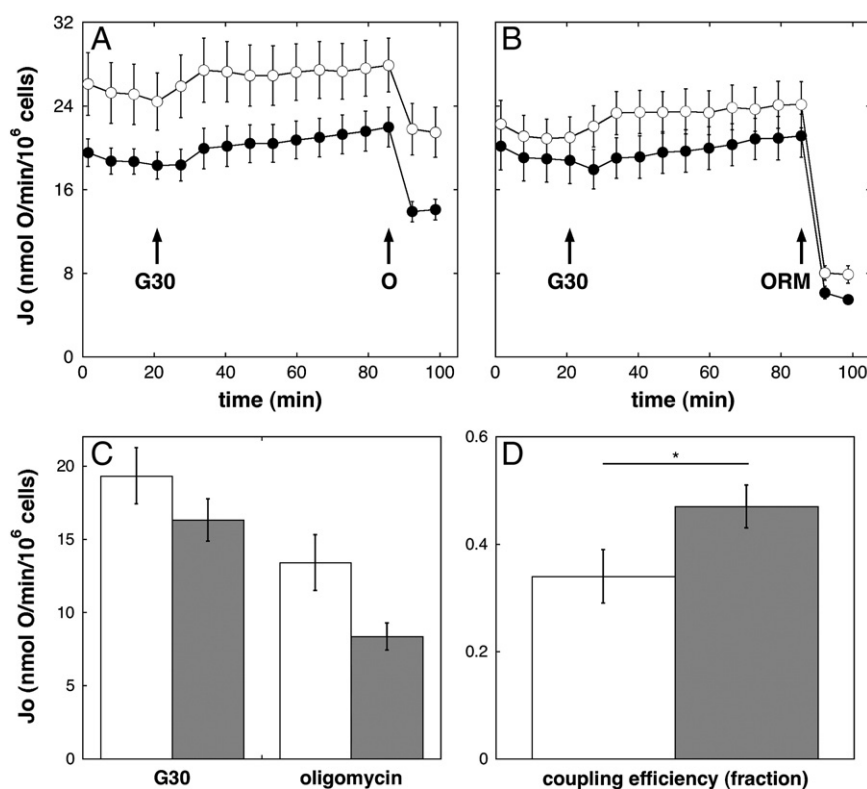 A
B
Jo (nmol O/min/10⁶ cells)
32
24
16
8
0
G30
O
G30
ORM
0 20 40 60 80 100
0 20 40 60 80 100
time (min)
time (min)
C
D
Jo (nmol O/min/10⁶ cells)
20
15
10
5
0
0.6
0.4
0.2
0
*
G30
oligomycin
coupling efficiency (fraction)